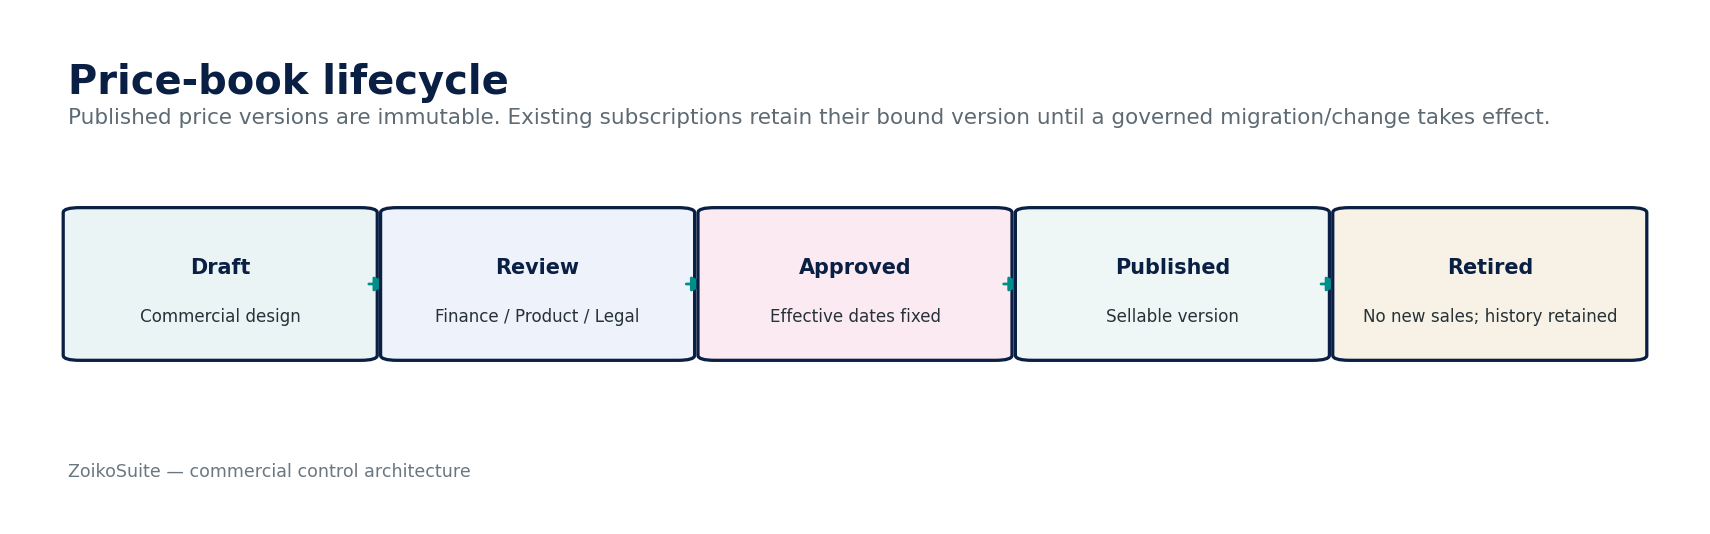 Price-book lifecycle
Published price versions are immutable. Existing subscriptions retain their bound version until a governed migration/change takes effect.
Draft
Commercial design
Review
Finance / Product / Legal
Approved
Effective dates fixed
Published
Sellable version
Retired
No new sales; history retained
ZoikoSuite — commercial control architecture